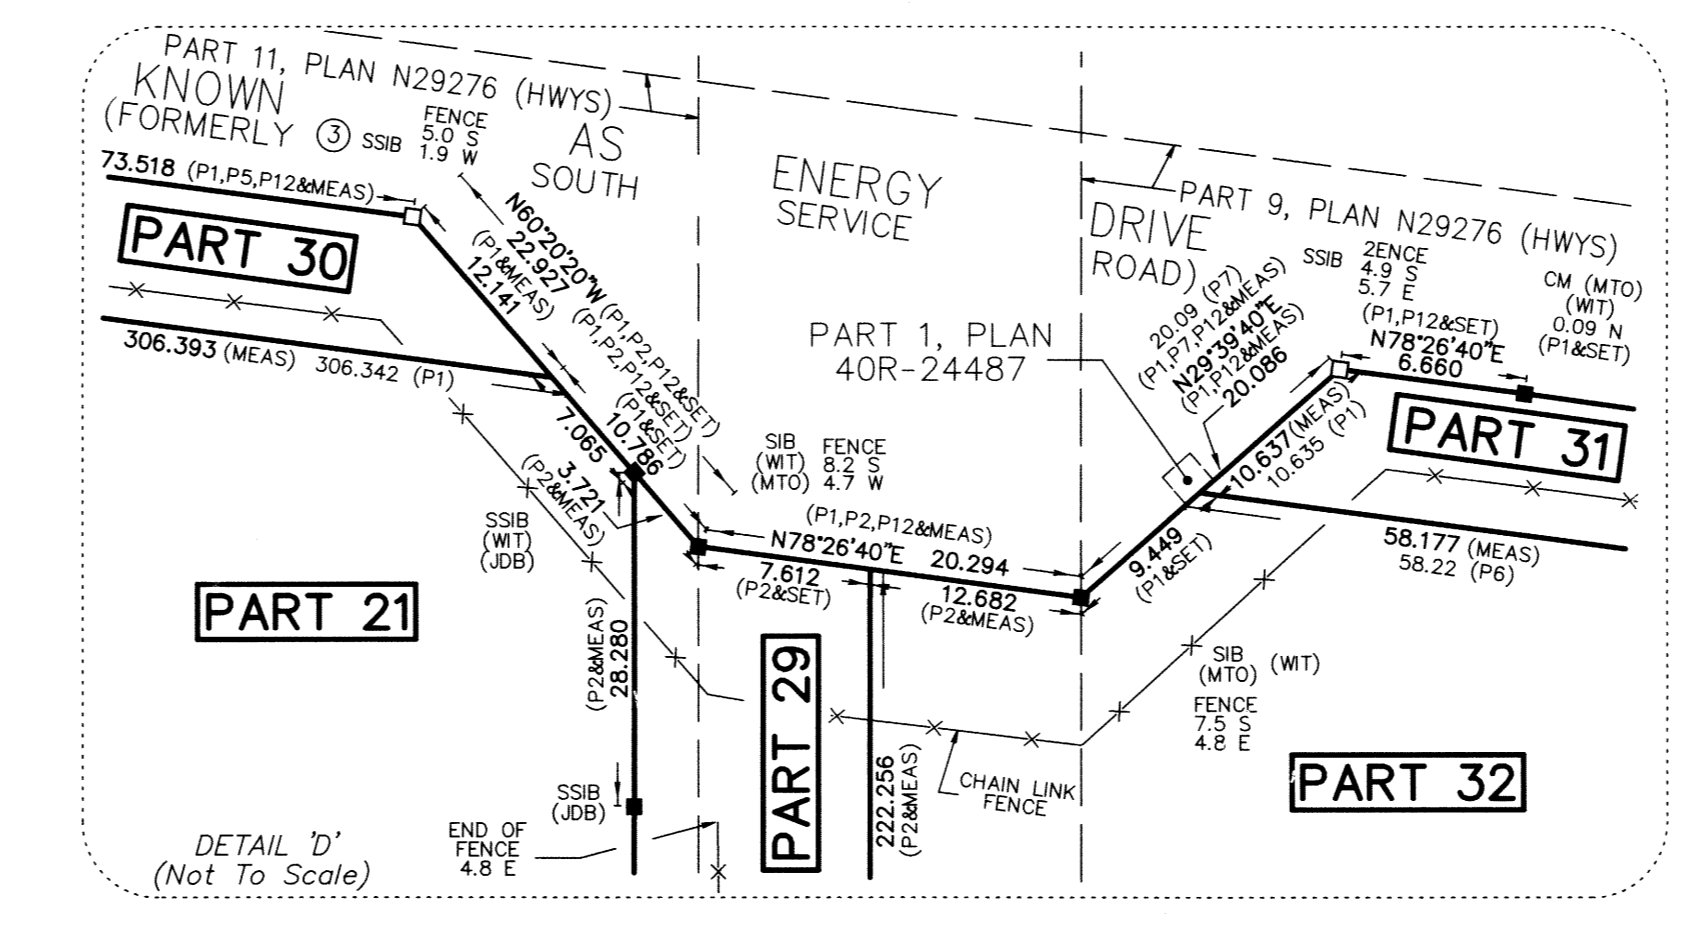 PART 11, PLAN N29276 (HWYS)
KNOWN
(FORMERLY
3
SSIB
FENCE
5.0 S
1.9 W
AS
SOUTH
ENERGY
SERVICE
DRIVE
ROAD)
PART 9, PLAN N29276 (HWYS)
73.518 (P1,P5,P12&MEAS)
PART 30
306.393 (MEAS) 306.342 (P1)
N60°20'20"W (P1,P2,P12&SET)
22.927 (P1,P2,P12&SET)
(P1&MEAS)
12.141
(P1&SET)
10.786
7.065
3.721
(P2&MEAS)
SSIB
(WIT)
(JDB)
SIB
(WIT)
(MTO)
FENCE
8.2 S
4.7 W
PART 1, PLAN
40R-24487
20.09 (P7)
(P1,P7,P12&MEAS)
N29°39'40"E
(P1,P12&MEAS)
20.086
SSIB
2ENCE
4.9 S
5.7 E
(P1,P12&SET)
N78°26'40"E
6.660
CM (MTO)
(WIT)
0.09 N
(P1&SET)
PART 31
10.637 (MEAS)
10.635 (P1)
58.177 (MEAS)
58.22 (P6)
9.449
(P1&SET)
(P1,P2,P12&MEAS)
N78°26'40"E 20.294
7.612
(P2&SET)
12.682
(P2&MEAS)
PART 21
(P2&MEAS)
28.280
PART 29
222.256
(P2&MEAS)
SIB
(MTO)
(WIT)
FENCE
7.5 S
4.8 E
CHAIN LINK
FENCE
PART 32
SSIB
(JDB)
END OF
FENCE
4.8 E
DETAIL 'D'
(Not To Scale)